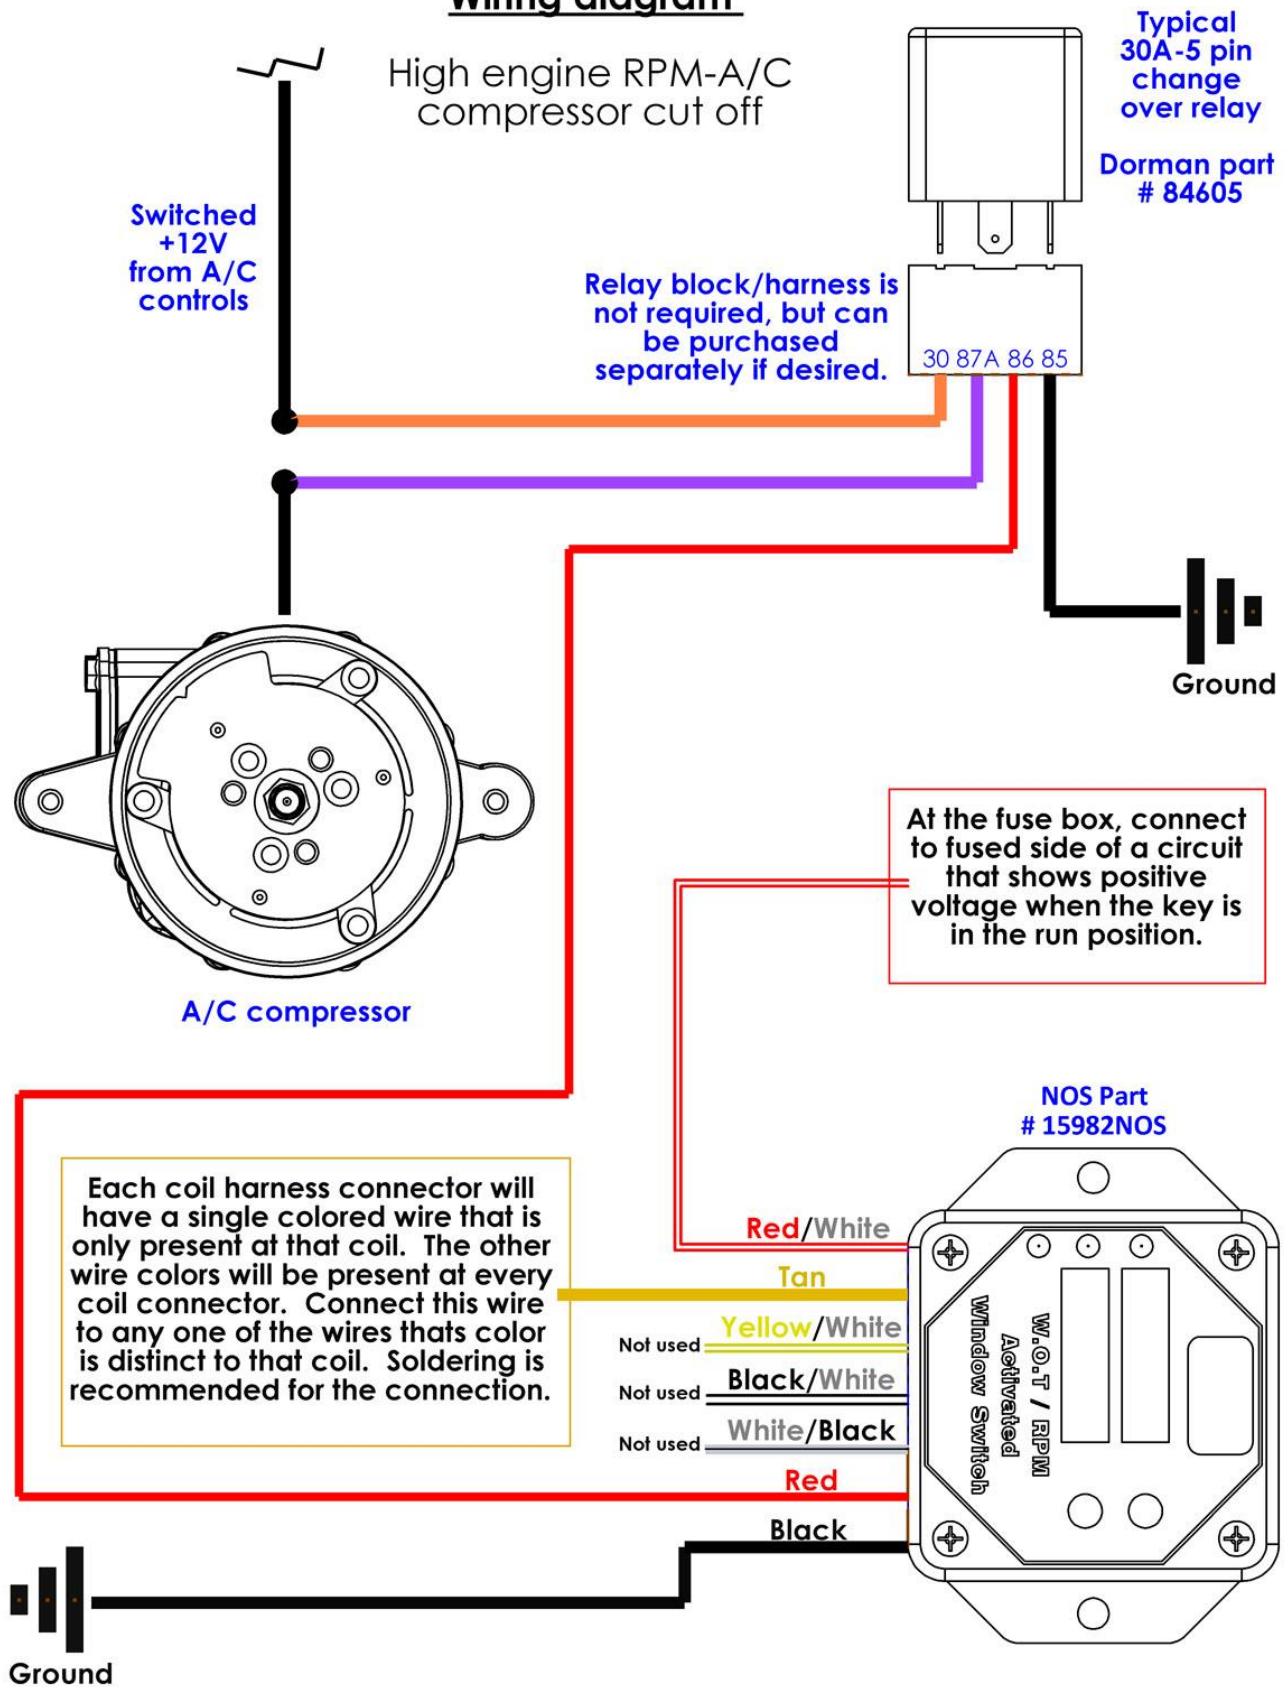 Wiring diagram
High engine RPM-A/C
compressor cut off
Typical
30A-5 pin
change
over relay
Dorman part
# 84605
Switched
+12V
from A/C
controls
Relay block/harness is
not required, but can
be purchased
separately if desired.
30 87A 86 85
Ground
At the fuse box, connect
to fused side of a circuit
that shows positive
voltage when the key is
in the run position.
A/C compressor
NOS Part
# 15982NOS
Each coil harness connector will
have a single colored wire that is
only present at that coil. The other
wire colors will be present at every
coil connector. Connect this wire
to any one of the wires thats color
is distinct to that coil. Soldering is
recommended for the connection.
Red/White
Tan
Yellow/White
Not used
Black/White
Not used
White/Black
Not used
Red
Black
W.O.T / RPM
Activated
Window Switch
Ground